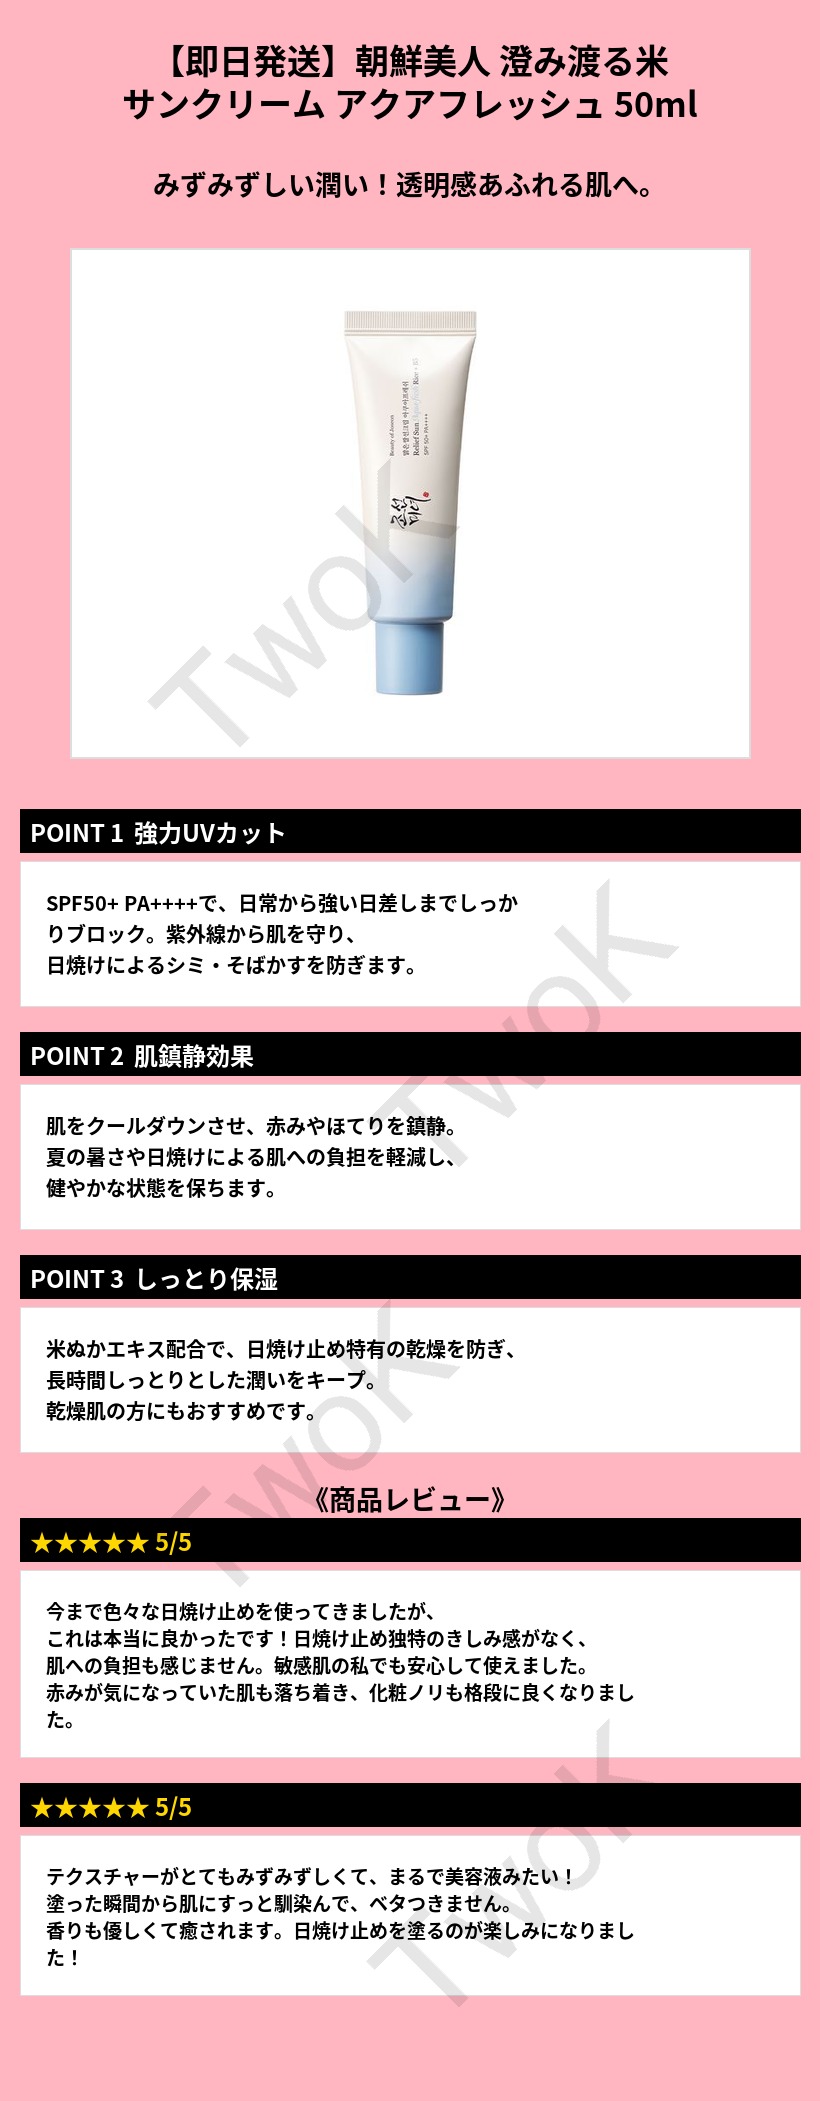 【即日発送】朝鮮美人 澄み渡る米
サンクリーム アクアフレッシュ 50ml
みずみずしい潤い！透明感あふれる肌へ。
Beauty of Joseon
맑은쌀선크림 아쿠아프레쉬
Relief Sun Aqua-fresh Rice + B5
SPF 50+ PA++++
조선
미녀
TwoK
POINT 1 強力UVカット
SPF50+ PA++++で、日常から強い日差しまでしっか
りブロック。紫外線から肌を守り、
日焼けによるシミ・そばかすを防ぎます。
TwoK
POINT 2 肌鎮静効果
肌をクールダウンさせ、赤みやほてりを鎮静。
夏の暑さや日焼けによる肌への負担を軽減し、
健やかな状態を保ちます。
POINT 3 しっとり保湿
米ぬかエキス配合で、日焼け止め特有の乾燥を防ぎ、
長時間しっとりとした潤いをキープ。
乾燥肌の方にもおすすめです。
TwoK
《商品レビュー》
★★★★★ 5/5
今まで色々な日焼け止めを使ってきましたが、
これは本当に良かったです！日焼け止め独特のきしみ感がなく、
肌への負担も感じません。敏感肌の私でも安心して使えました。
赤みが気になっていた肌も落ち着き、化粧ノリも格段に良くなりまし
た。
★★★★★ 5/5
テクスチャーがとてもみずみずしくて、まるで美容液みたい！
塗った瞬間から肌にすっと馴染んで、ベタつきません。
香りも優しくて癒されます。日焼け止めを塗るのが楽しみになりまし
た！
TwoK